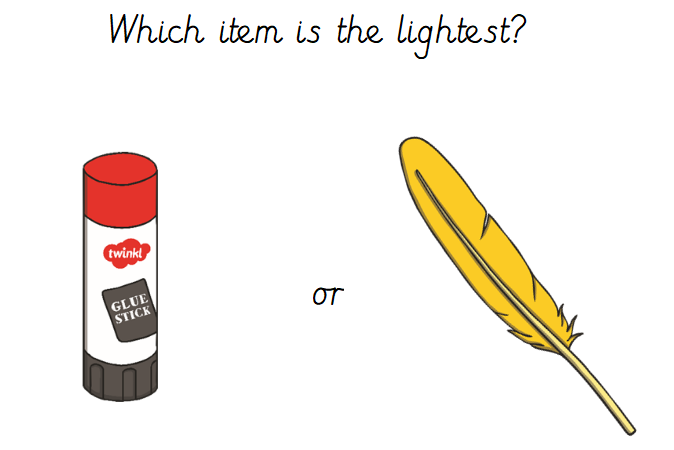 Which item is the lightest?
twinkl
GLUE
STICK
or